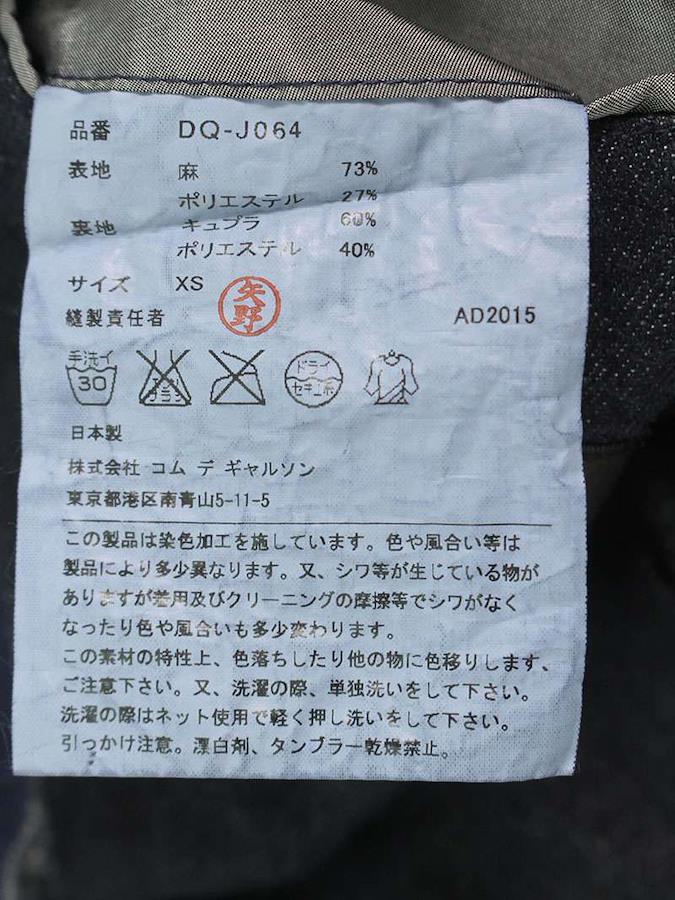 品番 DQ-J064
表地 麻 73%
ポリエステル 27%
裏地 キュプラ 60%
ポリエステル 40%
サイズ XS
矢野
縫製責任者 AD2015
手洗イ
30
エンソ
サラシ
ドライ
セキユ系
日本製
株式会社 コム デ ギャルソン
東京都港区南青山5-11-5
この製品は染色加工を施しています。色や風合い等は
製品により多少異なります。又、シワ等が生じている物が
ありますが着用及びクリーニングの摩擦等でシワがなく
なったり色や風合いも多少変わります。
この素材の特性上、色落ちしたり他の物に色移りします、
ご注意下さい。又、洗濯の際、単独洗いをして下さい。
洗濯の際はネット使用で軽く押し洗いをして下さい。
引っかけ注意。漂白剤、タンブラー乾燥禁止。